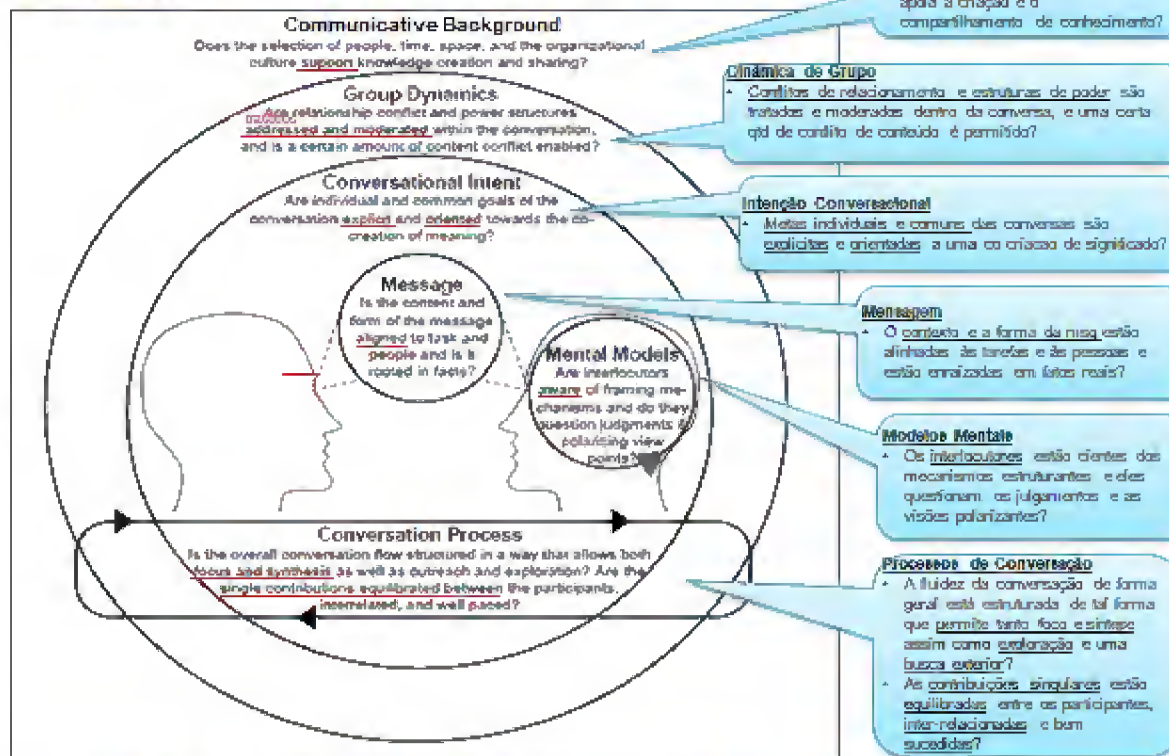 Communicative Background
Does the selection of people, time, space, and the organizational
culture support knowledge creation and sharing?
Group Dynamics
Are relationship conflict and power structures
addressed and moderated within the conversation,
and is a certain amount of content conflict enabled?
Conversational Intent
Are individual and common goals of the
conversation explicit and oriented towards the co-
creation of meaning?
Message
Is the content and
form of the message
aligned to task and
people and is it
rooted in facts?
Mental Models
Are interlocutors
aware of framing me-
chanisms and do they
question judgments &
polarizing view
points?
Conversation Process
Is the overall conversation flow structured in a way that allows both
focus and synthesis as well as outreach and exploration? Are the
single contributions equilibrated between the participants,
interrelated, and well paced?
apoia a criação e o
compartilhamento de conhecimento?
Dinâmica de Grupo
• Conflitos de relacionamento e estruturas de poder são
tratadas e moderadas dentro da conversa, e uma certa
qtd de conflito de conteúdo é permitido?
Intenção Conversacional
• Metas individuais e comuns das conversas são
explicitas e orientadas a uma co criacao de significado?
Mensagem
• O contexto e a forma da msg estão
alinhadas às tarefas e às pessoas e
estão enraizadas em fatos reais?
Modelos Mentais
• Os interlocutores estão cientes dos
mecanismos estruturantes e eles
questionam os julgamentos e as
visões polarizantes?
Processos de Conversação
• A fluidez da conversação de forma
geral está estruturada de tal forma
que permite tanto foco e síntese
assim como exploração e uma
busca exterior?
• As contribuições singulares estão
equilibradas entre os participantes,
inter-relacionadas e bem
sucedidas?